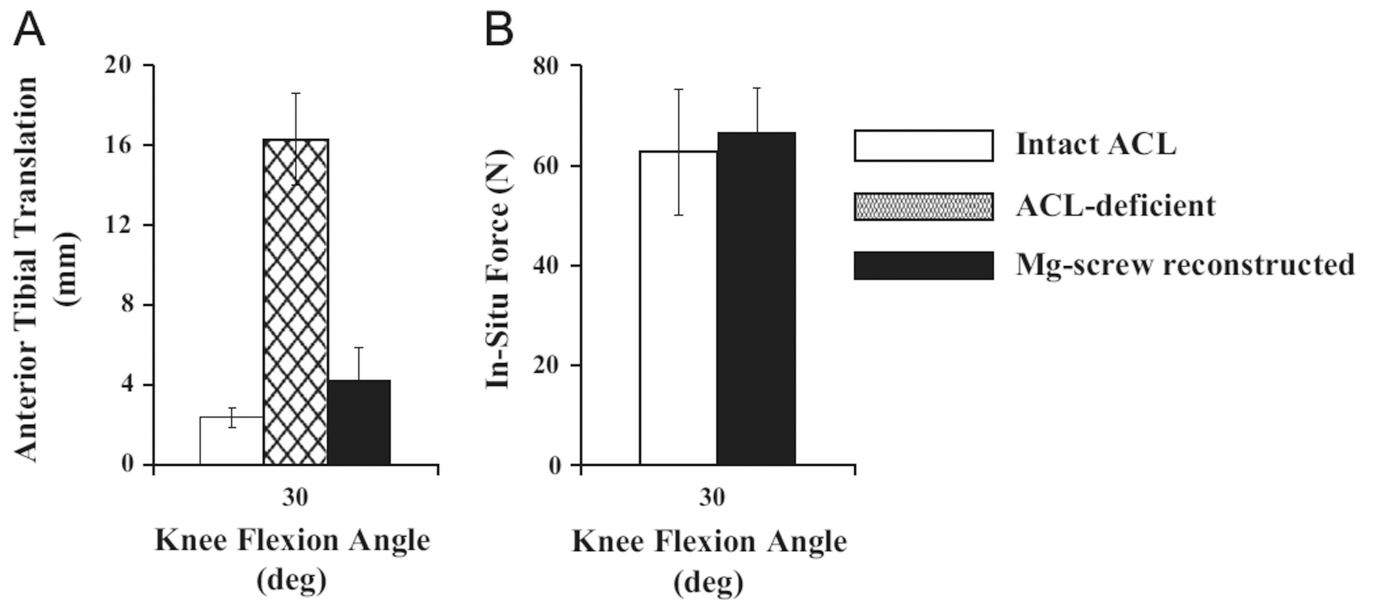 A
Anterior Tibial Translation
(mm)
20
16
12
8
4
0
30
Knee Flexion Angle
(deg)
B
In-Situ Force (N)
80
60
40
20
0
30
Knee Flexion Angle
(deg)
Intact ACL
ACL-deficient
Mg-screw reconstructed